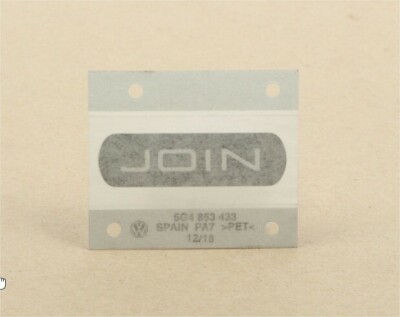 JOIN
5G4 853 433
SPAIN PA7 >PET<
12/18